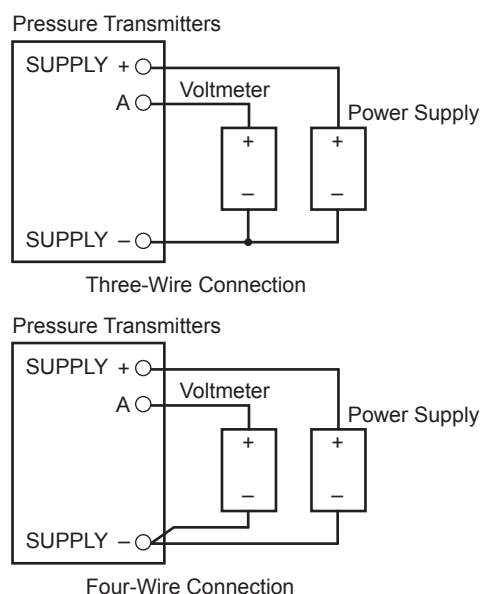 Pressure Transmitters
SUPPLY +
Voltmeter
A
Power Supply
+ +
– –
SUPPLY –
Three-Wire Connection
Pressure Transmitters
SUPPLY +
Voltmeter
A
Power Supply
+ +
– –
SUPPLY –
Four-Wire Connection